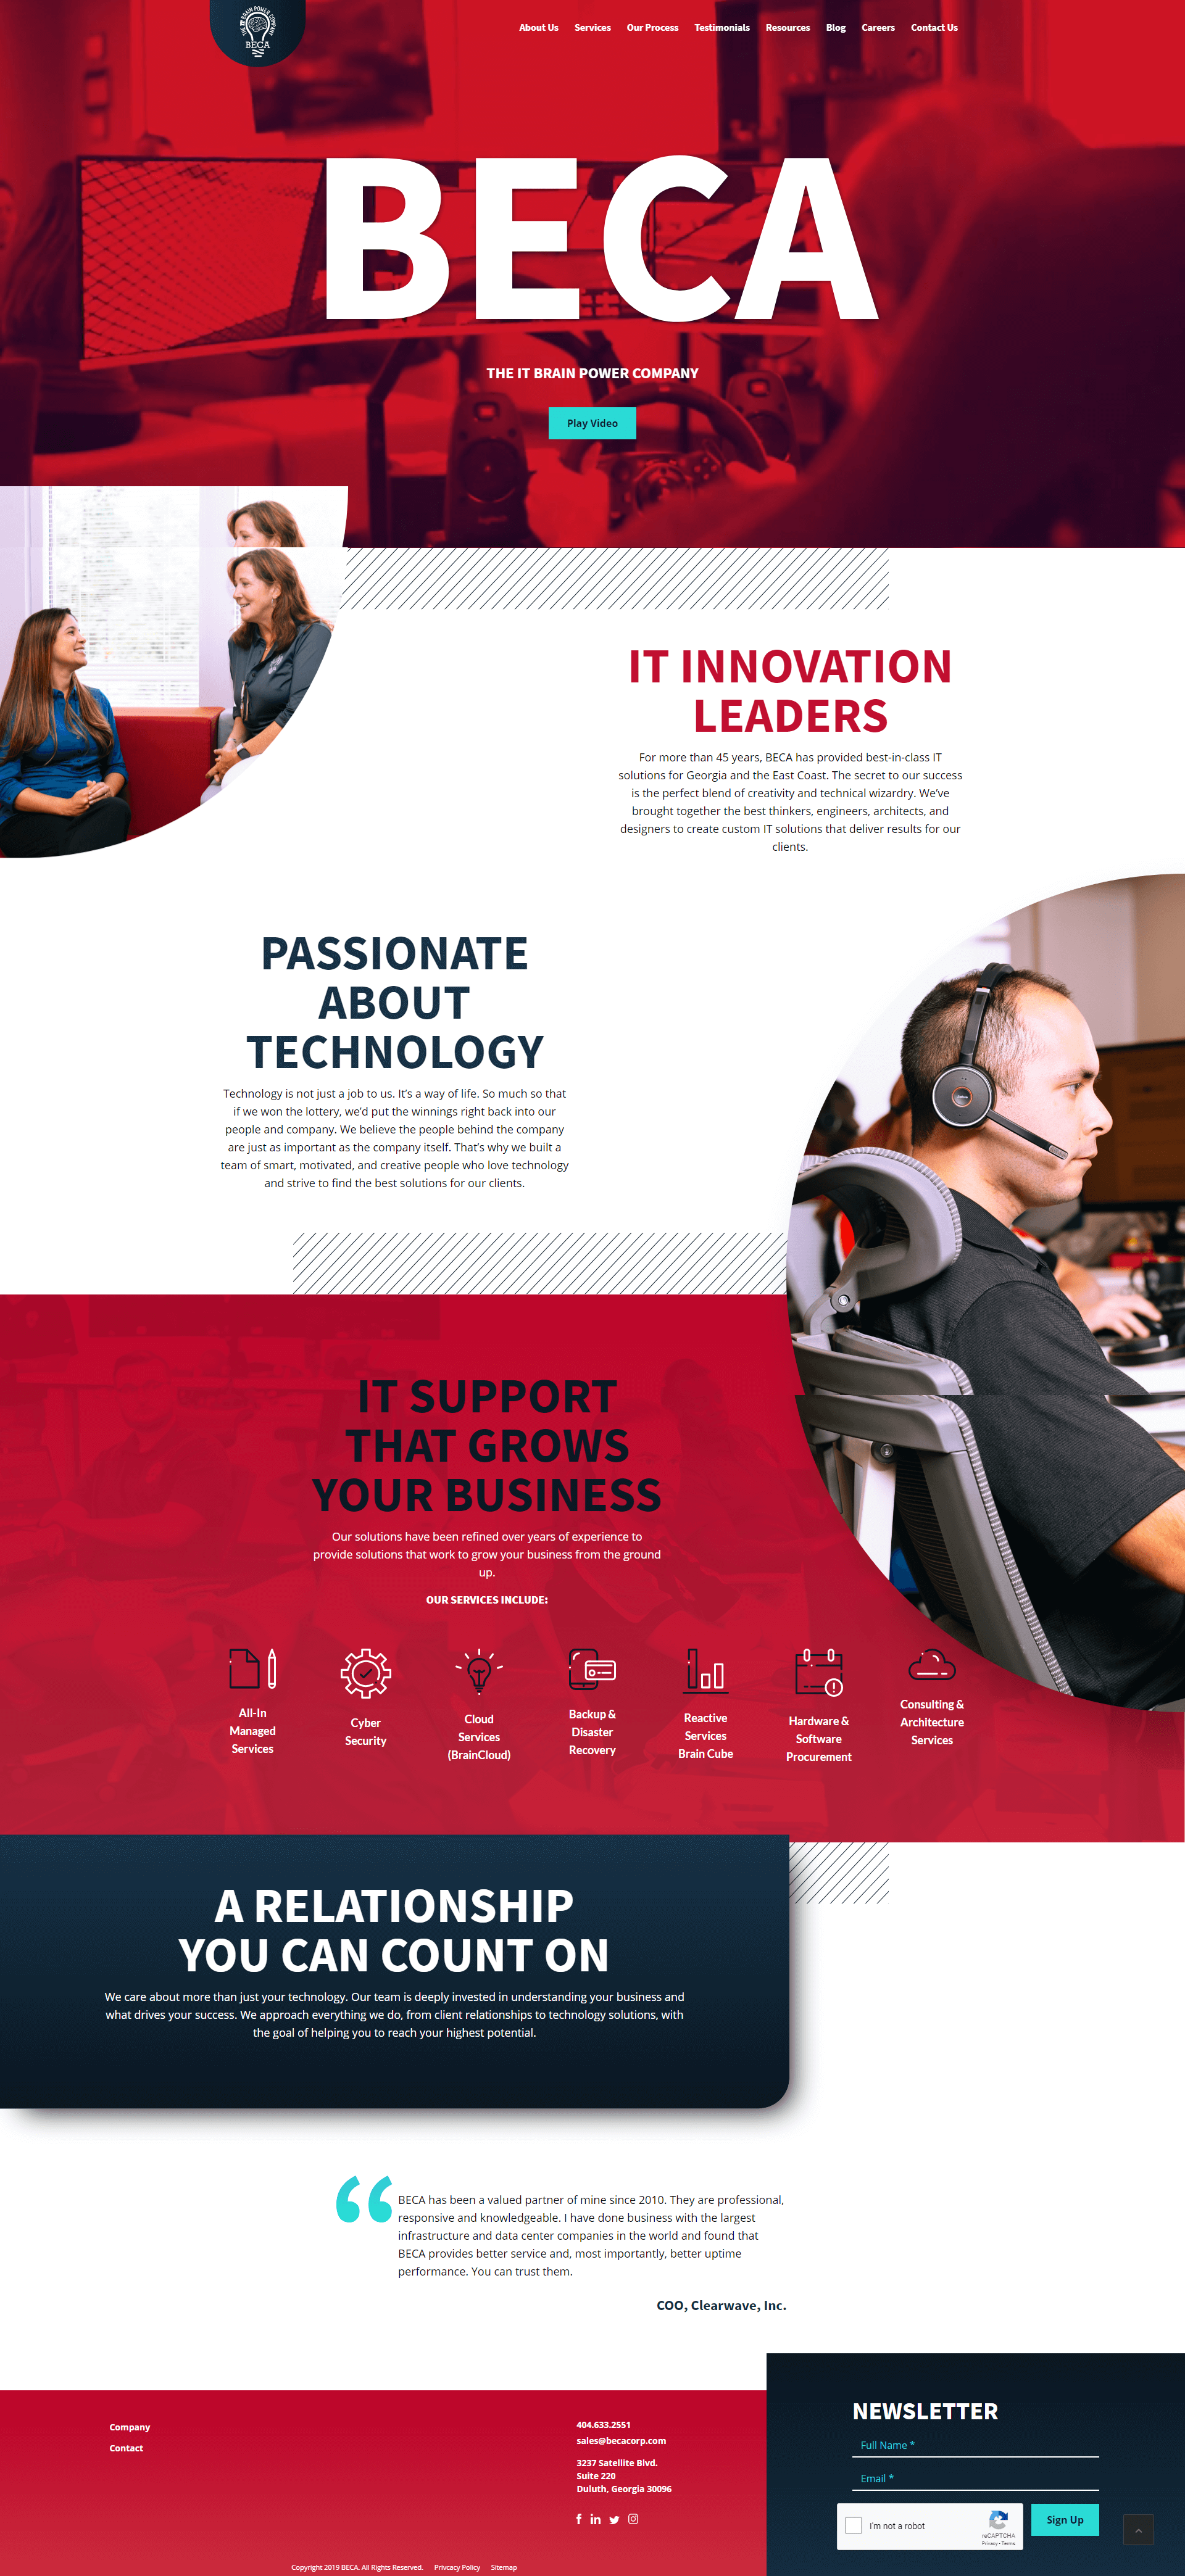 THE BRAIN POWER COMPANY
BECA
About Us Services Our Process Testimonials Resources Blog Careers Contact Us
BECA
THE IT BRAIN POWER COMPANY
Play Video
IT INNOVATION
LEADERS
For more than 45 years, BECA has provided best-in-class IT
solutions for Georgia and the East Coast. The secret to our success
is the perfect blend of creativity and technical wizardry. We’ve
brought together the best thinkers, engineers, architects, and
designers to create custom IT solutions that deliver results for our
clients.
PASSIONATE
ABOUT
TECHNOLOGY
Technology is not just a job to us. It’s a way of life. So much so that
if we won the lottery, we’d put the winnings right back into our
people and company. We believe the people behind the company
are just as important as the company itself. That’s why we built a
team of smart, motivated, and creative people who love technology
and strive to find the best solutions for our clients.
IT SUPPORT
THAT GROWS
YOUR BUSINESS
Our solutions have been refined over years of experience to
provide solutions that work to grow your business from the ground
up.
OUR SERVICES INCLUDE:
All-In
Managed
Services
Cyber
Security
Cloud
Services
(BrainCloud)
Backup &
Disaster
Recovery
Reactive
Services
Brain Cube
Hardware &
Software
Procurement
Consulting &
Architecture
Services
A RELATIONSHIP
YOU CAN COUNT ON
We care about more than just your technology. Our team is deeply invested in understanding your business and
what drives your success. We approach everything we do, from client relationships to technology solutions, with
the goal of helping you to reach your highest potential.
“
BECA has been a valued partner of mine since 2010. They are professional,
responsive and knowledgeable. I have done business with the largest
infrastructure and data center companies in the world and found that
BECA provides better service and, most importantly, better uptime
performance. You can trust them.
COO, Clearwave, Inc.
Company
Contact
404.633.2551
sales@becacorp.com
3237 Satellite Blvd.
Suite 220
Duluth, Georgia 30096
Copyright 2019 BECA. All Rights Reserved. Privcacy Policy Sitemap
NEWSLETTER
Full Name *
Email *
I'm not a robot
reCAPTCHA
Privacy - Terms
Sign Up